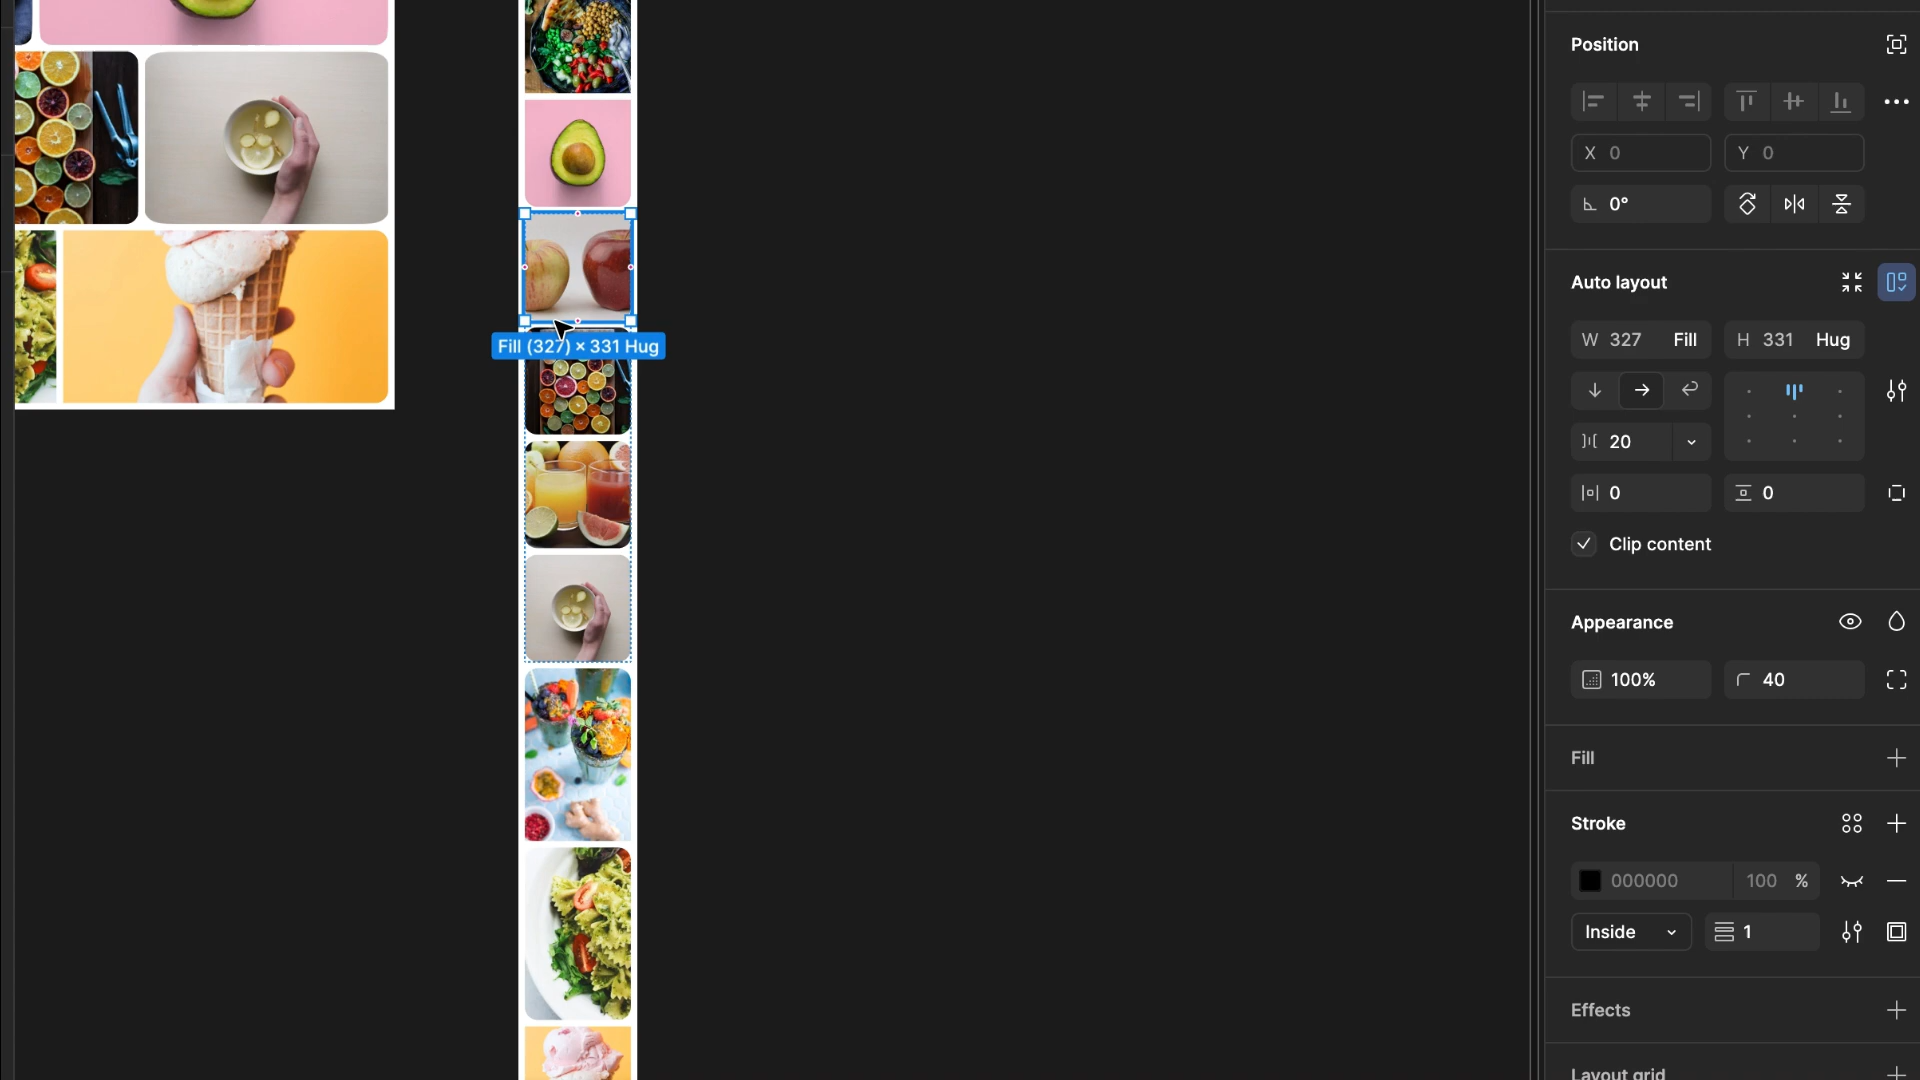 Position
X 0
Y 0
0°
Auto layout
W 327 Fill
H 331 Hug
Fill (327) × 331 Hug
20
0
0
Clip content
Appearance
100%
40
Fill
Stroke
000000
100 %
Inside
1
Effects
Layout grid